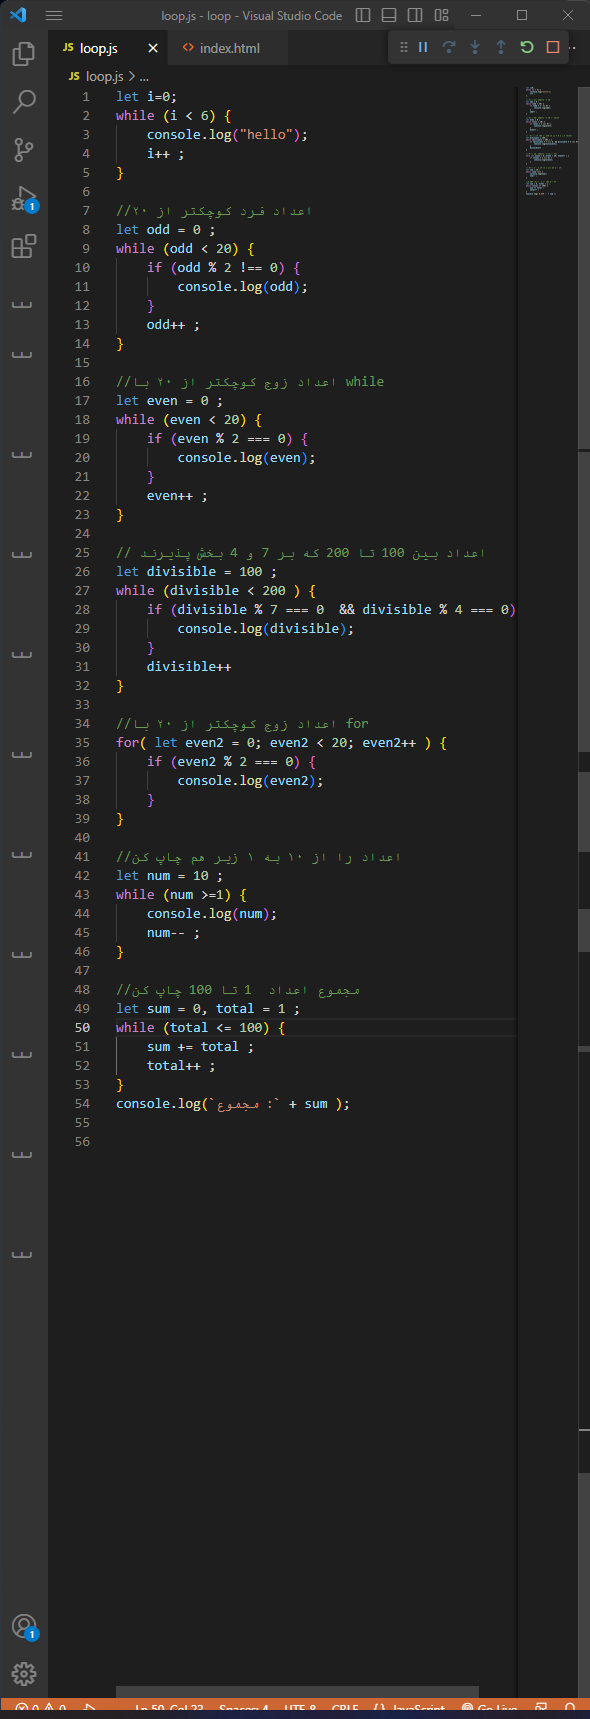 loop.js - loop - Visual Studio Code
JS loop.js
<> index.html
JS loop.js > ...
1 let i=0;
2 while (i < 6) {
3 console.log("hello");
4 i++ ;
5 }
6
7 //اعداد فرد کوچکتر از ۲۰
8 let odd = 0 ;
9 while (odd < 20) {
10 if (odd % 2 !== 0) {
11 console.log(odd);
12 }
13 odd++ ;
14 }
15
16 //اعداد زوج کوچکتر از ۲۰ با while
17 let even = 0 ;
18 while (even < 20) {
19 if (even % 2 === 0) {
20 console.log(even);
21 }
22 even++ ;
23 }
24
25 // اعداد بین 100 تا 200 که بر 7 و 4 بخش پذیرند
26 let divisible = 100 ;
27 while (divisible < 200 ) {
28 if (divisible % 7 === 0  && divisible % 4 === 0)
29 console.log(divisible);
30 }
31 divisible++
32 }
33
34 //اعداد زوج کوچکتر از ۲۰ با for
35 for( let even2 = 0; even2 < 20; even2++ ) {
36 if (even2 % 2 === 0) {
37 console.log(even2);
38 }
39 }
40
41 //اعداد را از ۱۰ به ۱ زیر هم چاپ کن
42 let num = 10 ;
43 while (num >=1) {
44 console.log(num);
45 num-- ;
46 }
47
48 //مجموع اعداد  1 تا 100 چاپ کن
49 let sum = 0, total = 1 ;
50 while (total <= 100) {
51 sum += total ;
52 total++ ;
53 }
54 console.log(`مجموع :` + sum );
55
56
1
1
0 0 Ln 50, Col 23 Spaces: 4 UTF-8 CRLF {} JavaScript Go Live